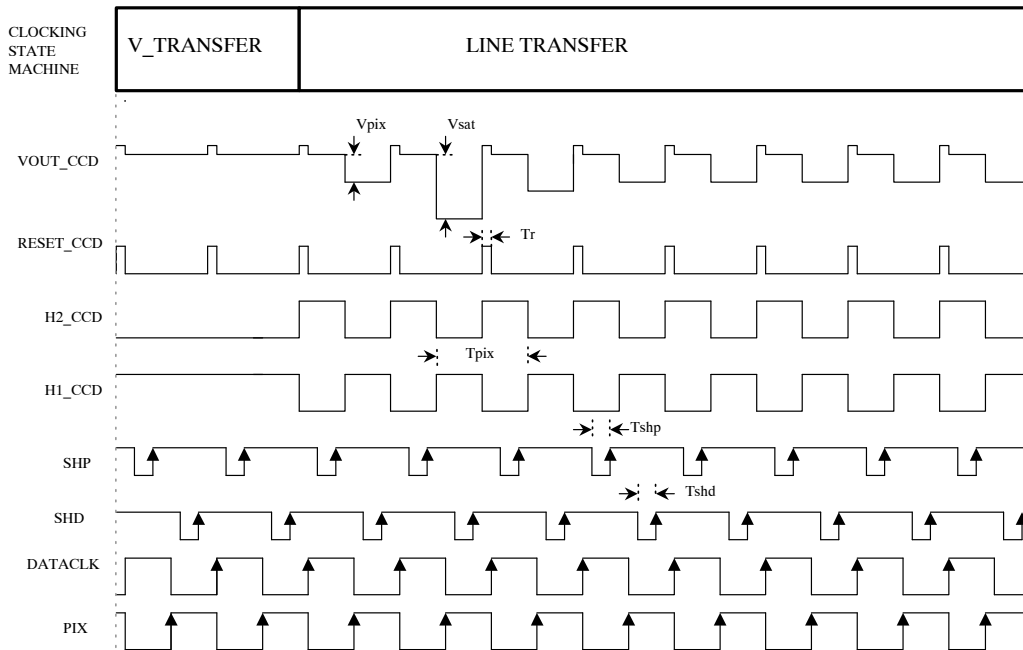 CLOCKING
STATE
MACHINE
V_TRANSFER
LINE TRANSFER
Vpix
Vsat
VOUT_CCD
RESET_CCD
Tr
H2_CCD
Tpix
H1_CCD
Tshp
SHP
Tshd
SHD
DATACLK
PIX